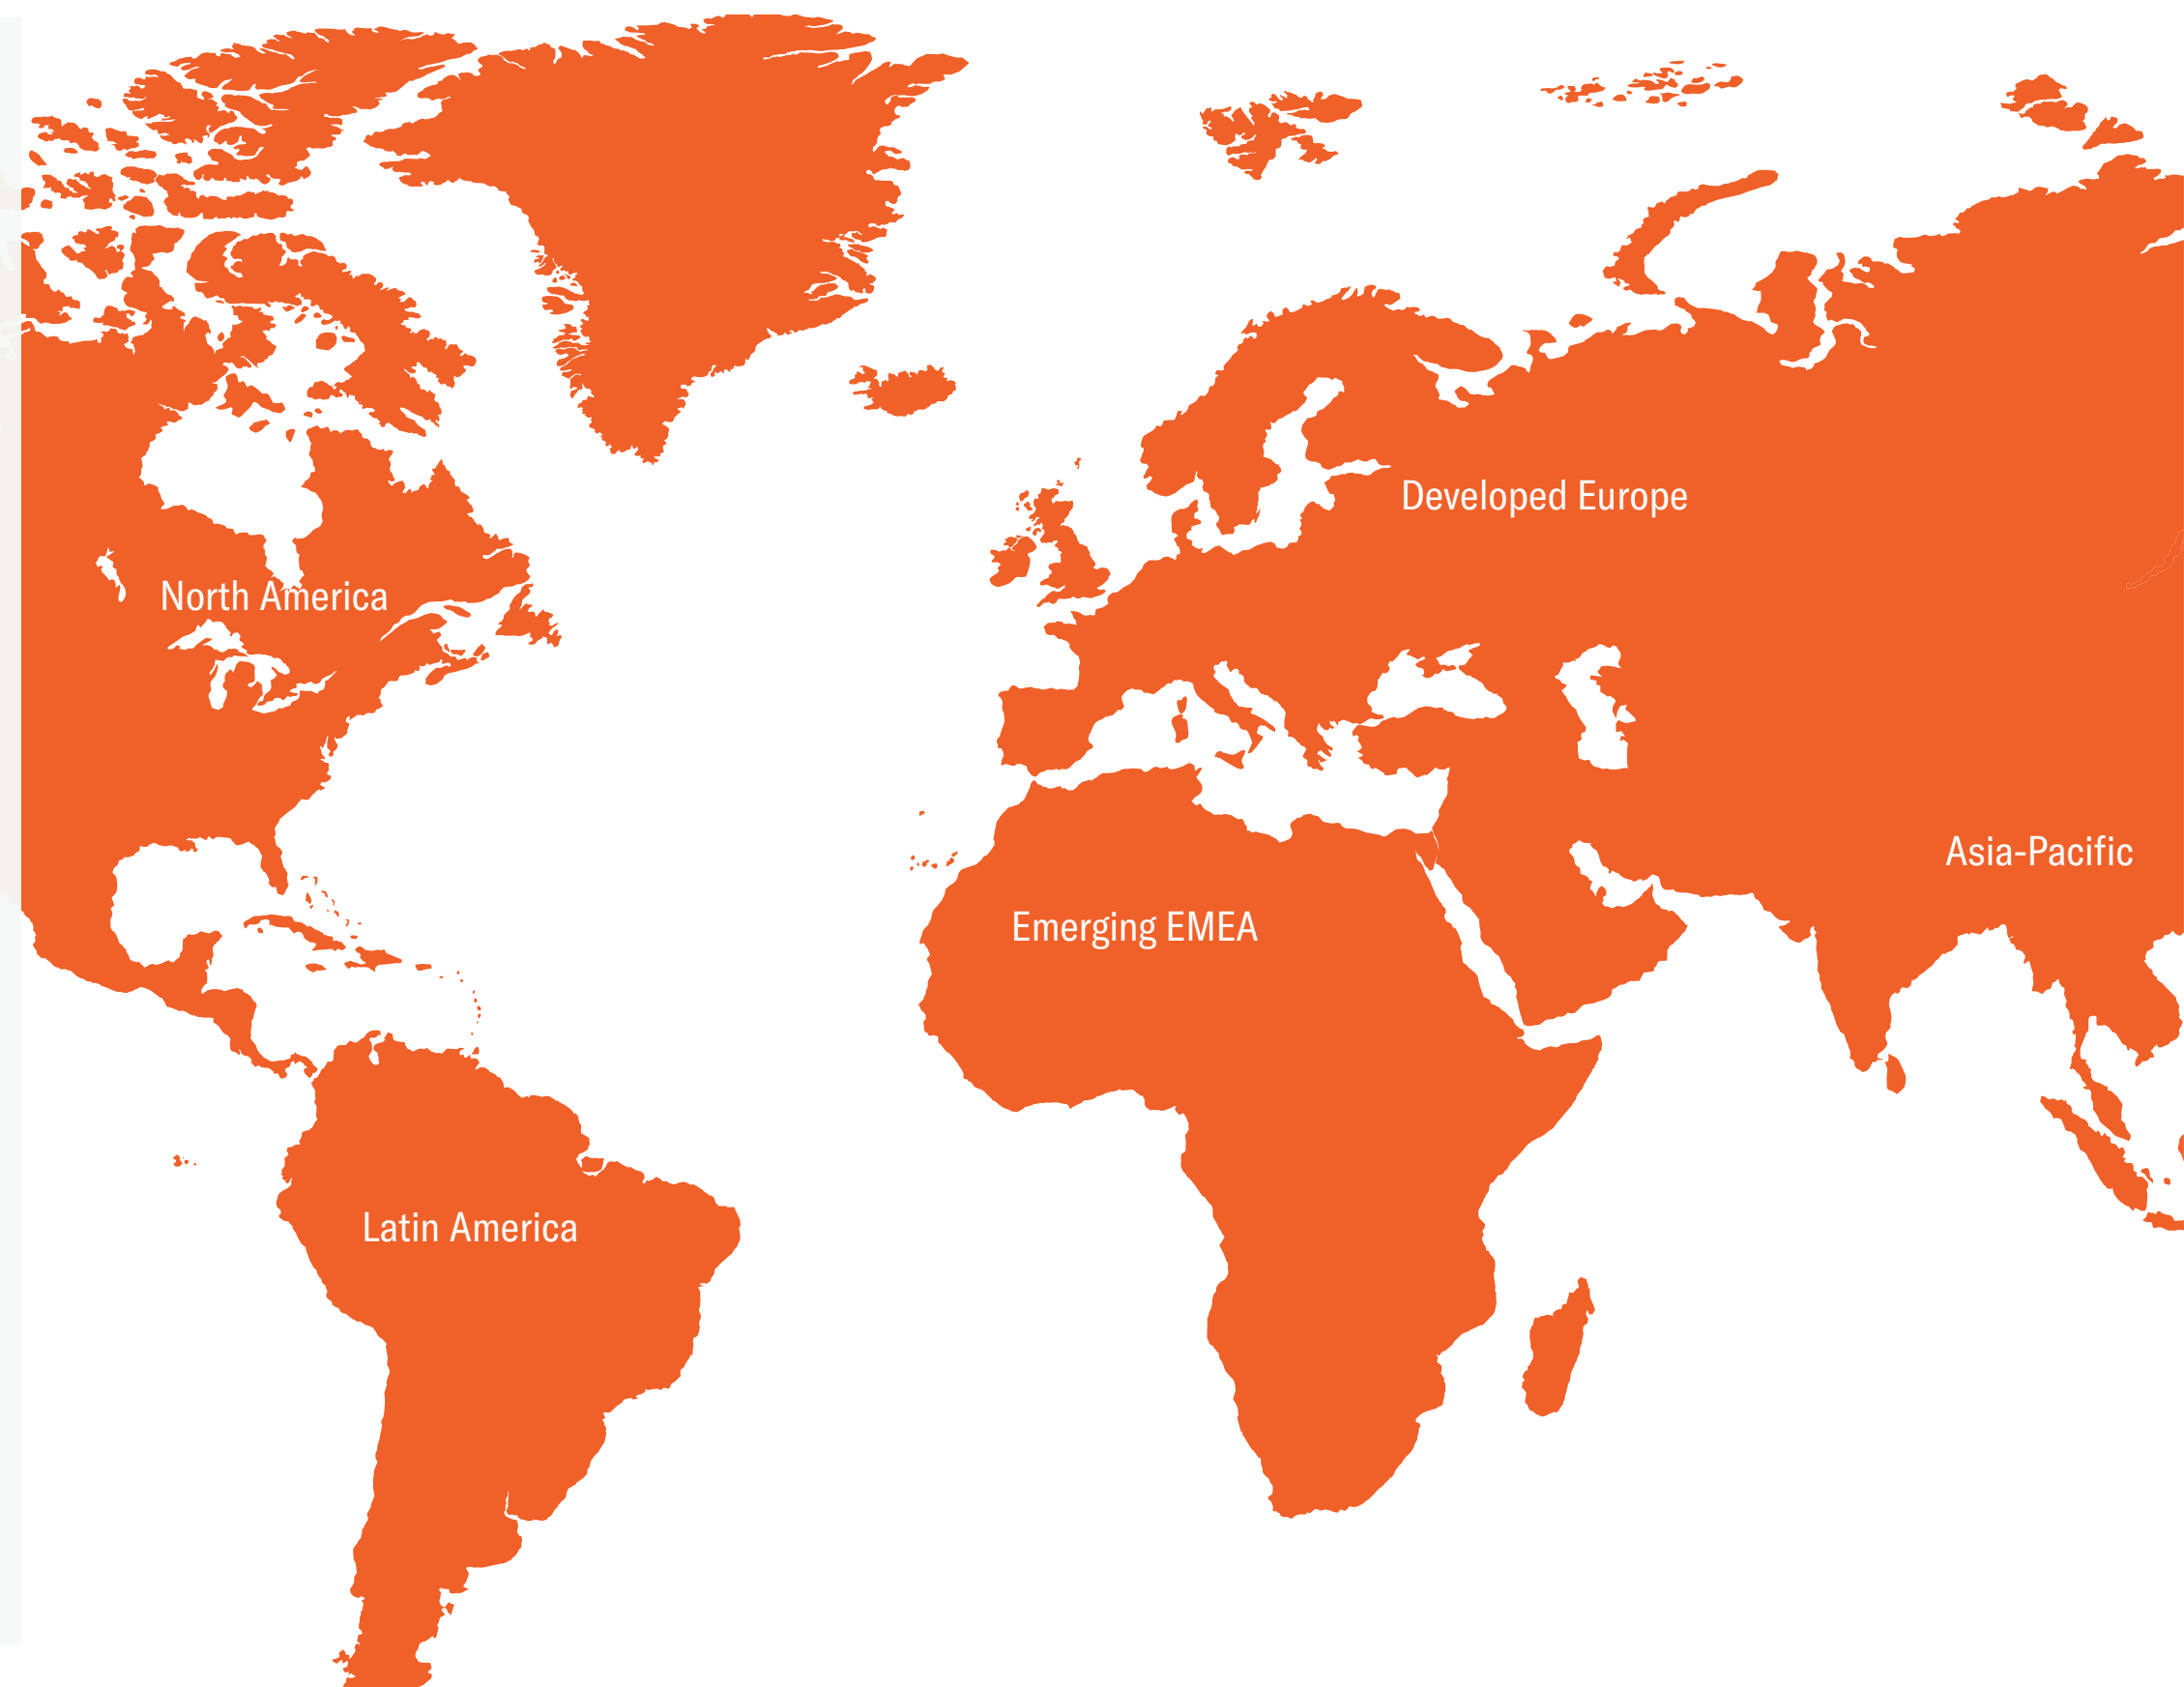 Developed Europe
North America
Asia-Pacific
Emerging EMEA
Latin America